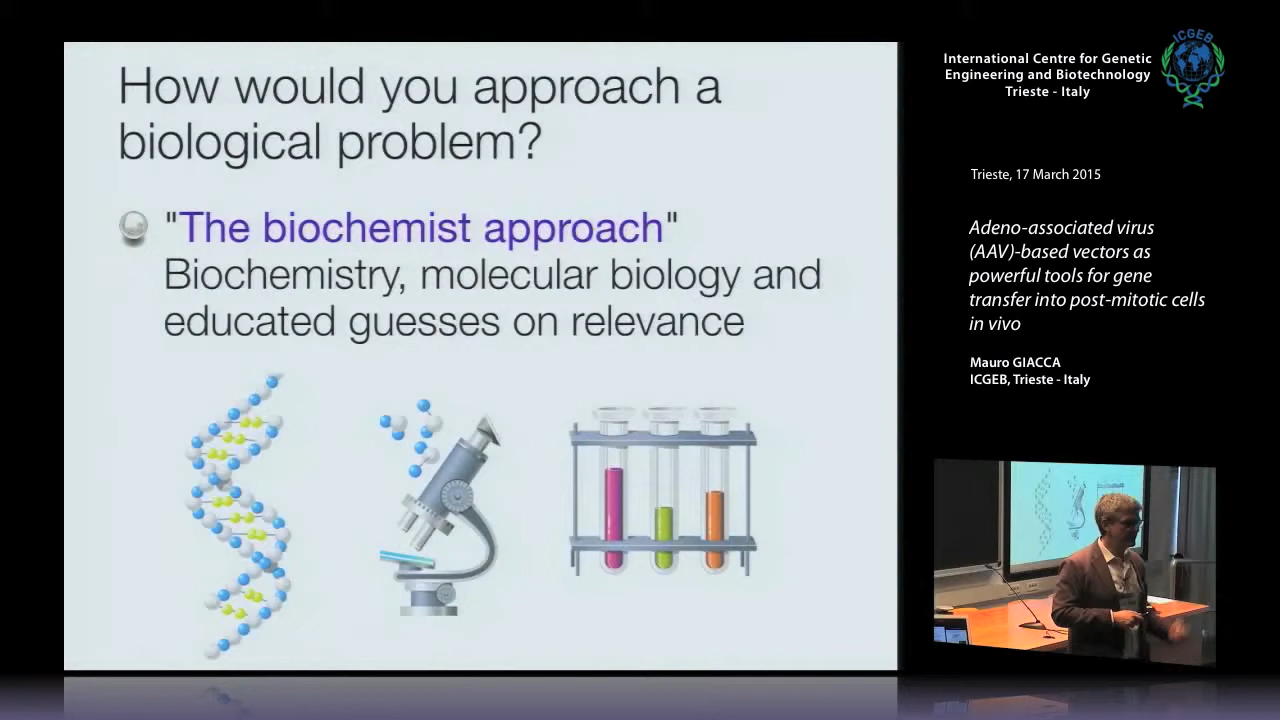 How would you approach a
biological problem?
"The biochemist approach"
Biochemistry, molecular biology and
educated guesses on relevance
International Centre for Genetic
Engineering and Biotechnology
Trieste - Italy
ICGEB
Trieste, 17 March 2015
Adeno-associated virus
(AAV)-based vectors as
powerful tools for gene
transfer into post-mitotic cells
in vivo
Mauro GIACCA
ICGEB, Trieste - Italy